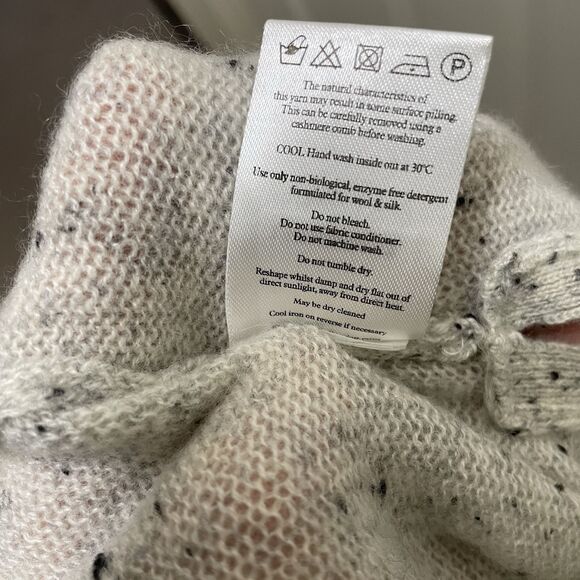 P
The natural characteristics of
this yarn may result in some surface pilling.
This can be carefully removed using a
cashmere comb before washing.
COOL Hand wash inside out at 30°C
Use only non-biological, enzyme free detergent
formulated for wool & silk.
Do not bleach.
Do not use fabric conditioner.
Do not machine wash.
Do not tumble dry.
Reshape whilst damp and dry flat out of
direct sunlight, away from direct heat.
May be dry cleaned
Cool iron on reverse if necessary